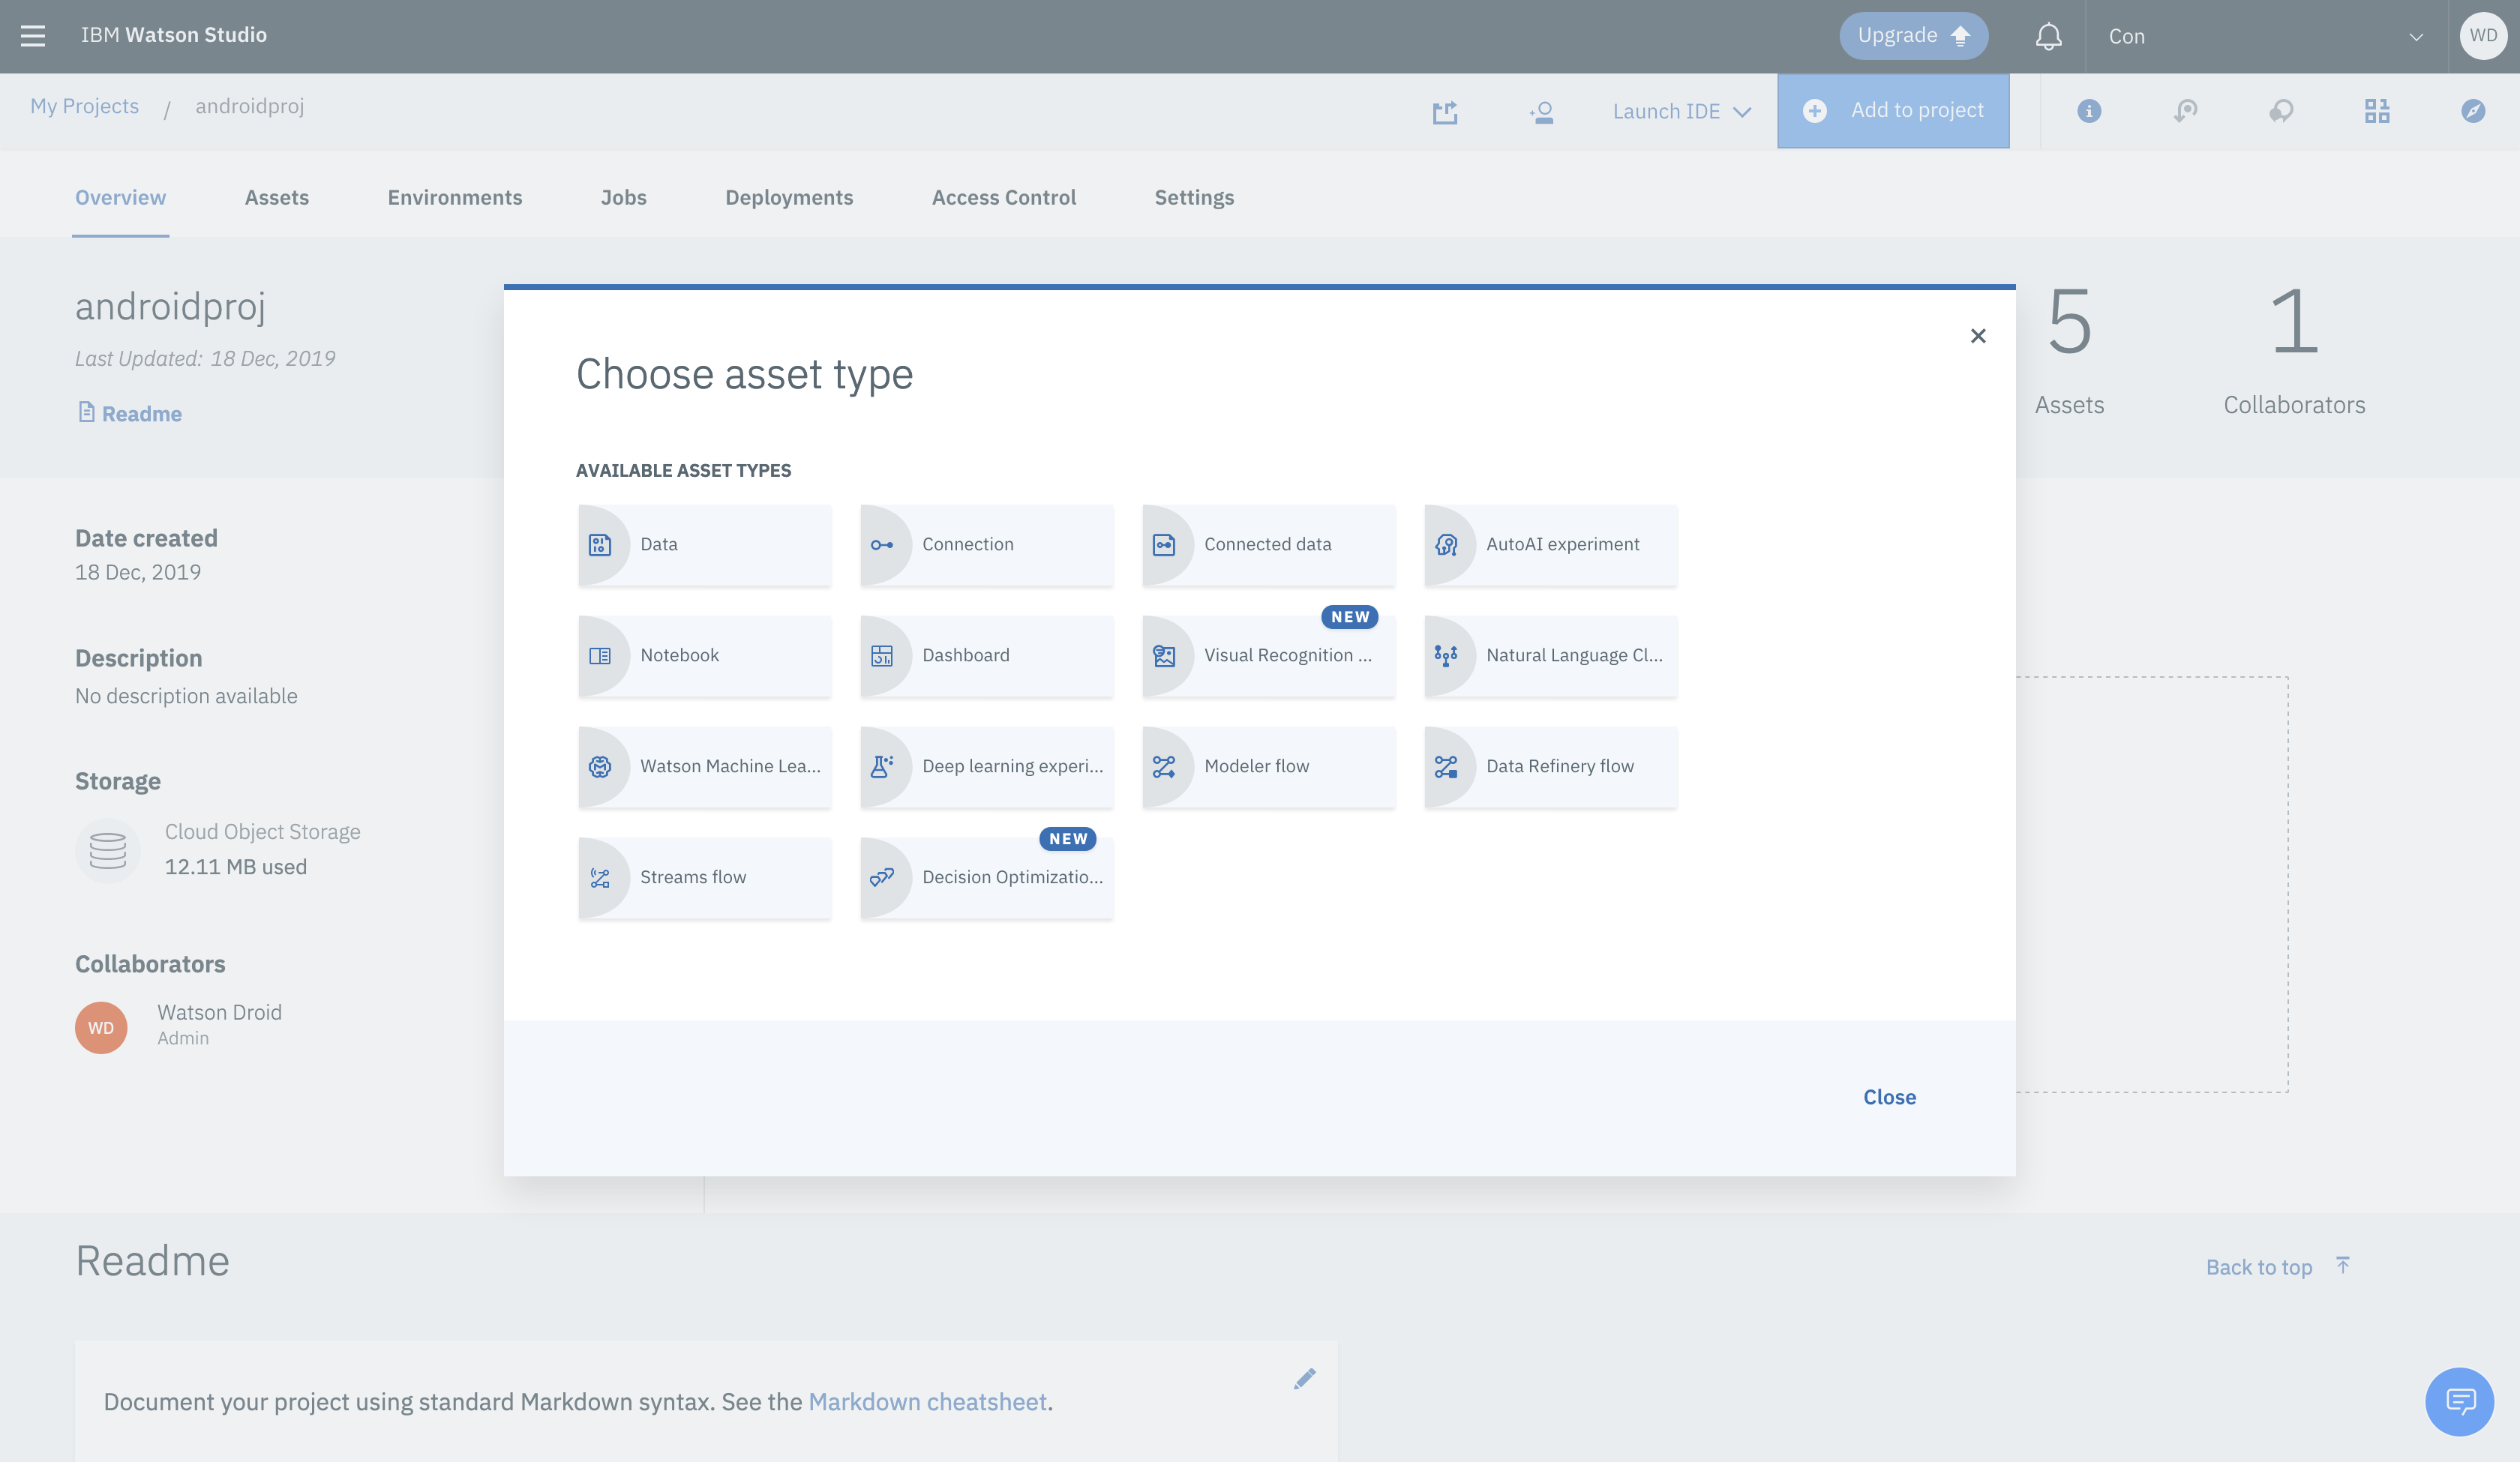 IBM Watson Studio
Upgrade
Con
WD
My Projects / androidproj
Launch IDE
Add to project
Overview
Assets
Environments
Jobs
Deployments
Access Control
Settings
androidproj
Last Updated: 18 Dec, 2019
Readme
5
Assets
1
Collaborators
Date created
18 Dec, 2019
Description
No description available
Storage
Cloud Object Storage
12.11 MB used
Collaborators
WD
Watson Droid
Admin
Choose asset type
AVAILABLE ASSET TYPES
Data
Connection
Connected data
AutoAI experiment
Notebook
Dashboard
NEW
Visual Recognition ...
Natural Language Cl...
Watson Machine Lea...
Deep learning experi...
Modeler flow
Data Refinery flow
Streams flow
NEW
Decision Optimizatio...
Close
Readme
Back to top
Document your project using standard Markdown syntax. See the Markdown cheatsheet.